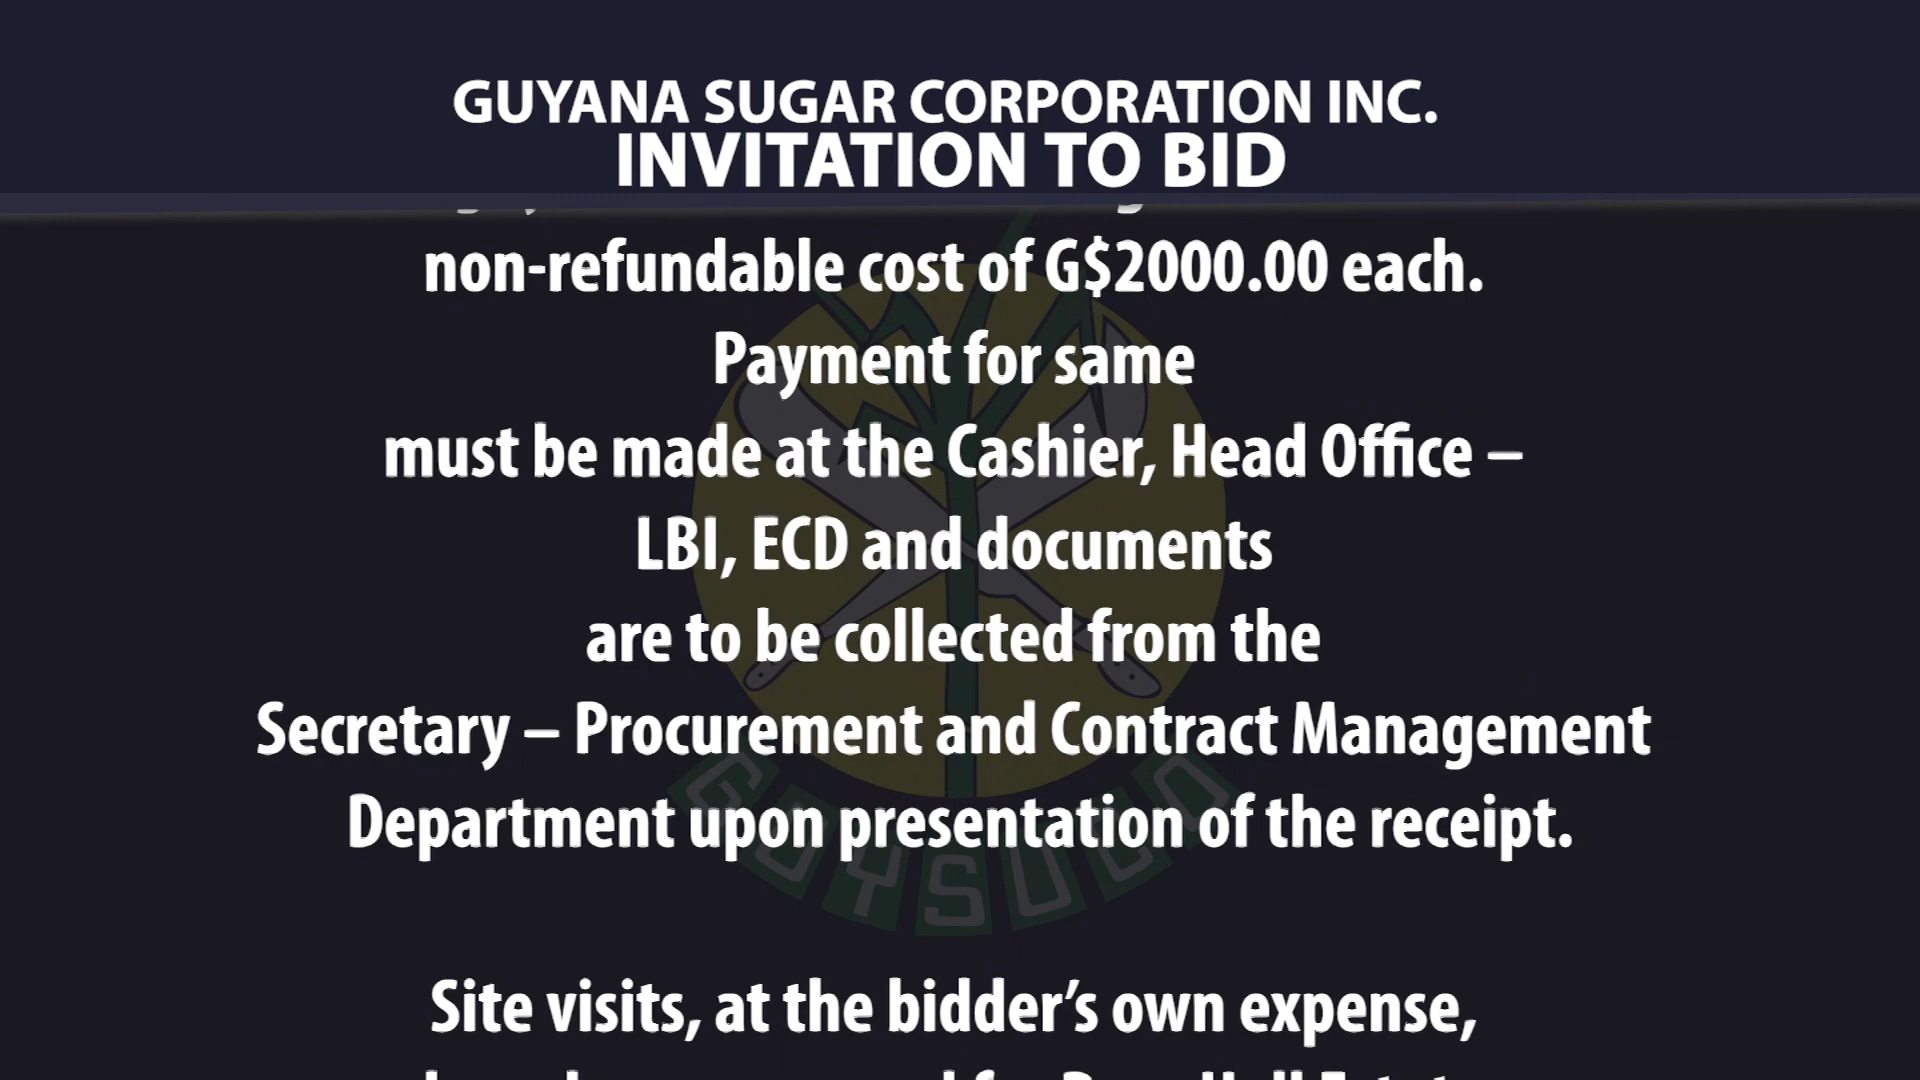 GUYANA SUGAR CORPORATION INC.
INVITATION TO BID
non-refundable cost of G$2000.00 each.
Payment for same
must be made at the Cashier, Head Office –
LBI, ECD and documents
are to be collected from the
Secretary – Procurement and Contract Management
Department upon presentation of the receipt.
GUYSUCO
Site visits, at the bidder’s own expense,